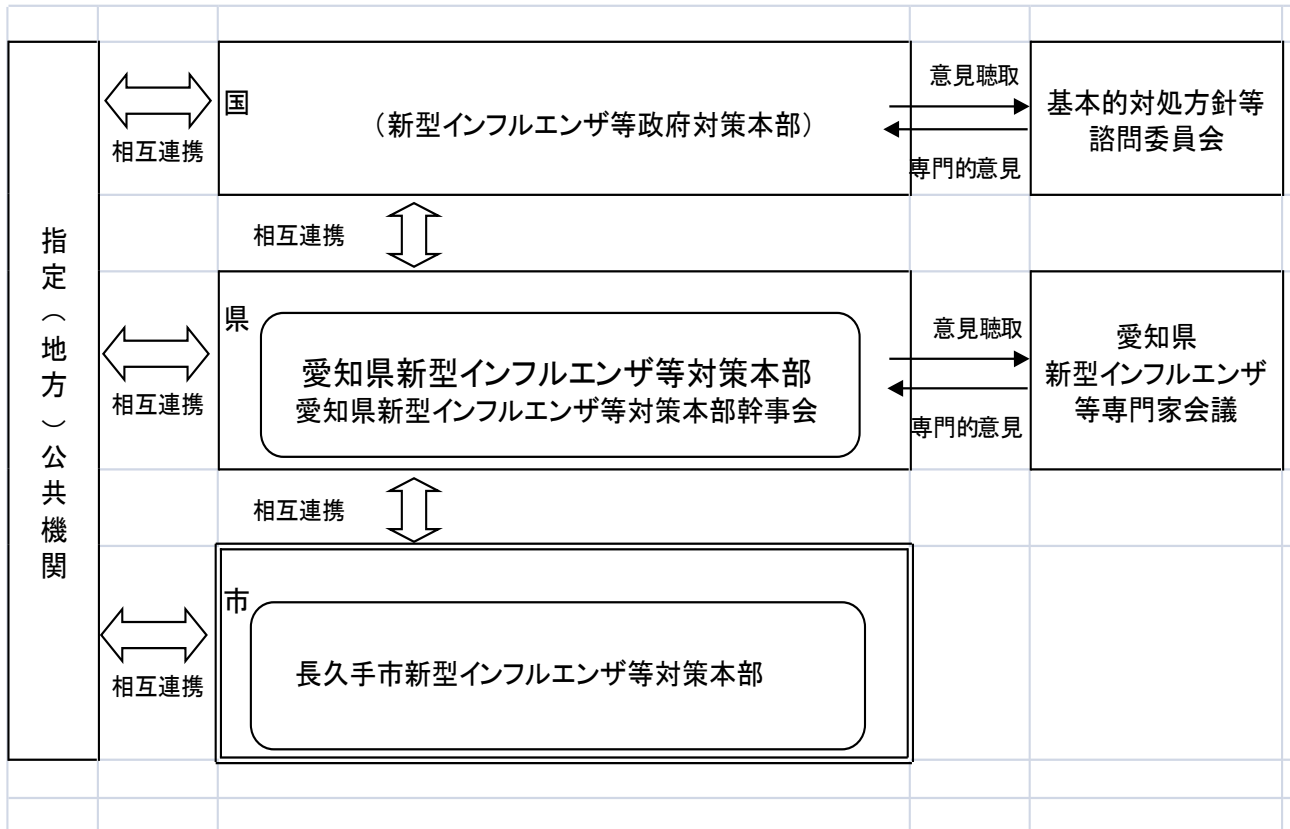 指定（地方）公共機関
相互連携
国
（新型インフルエンザ等政府対策本部）
意見聴取
専門的意見
基本的対処方針等
諮問委員会
相互連携
相互連携
県
愛知県新型インフルエンザ等対策本部
愛知県新型インフルエンザ等対策本部幹事会
意見聴取
専門的意見
愛知県
新型インフルエンザ
等専門家会議
相互連携
相互連携
市
長久手市新型インフルエンザ等対策本部